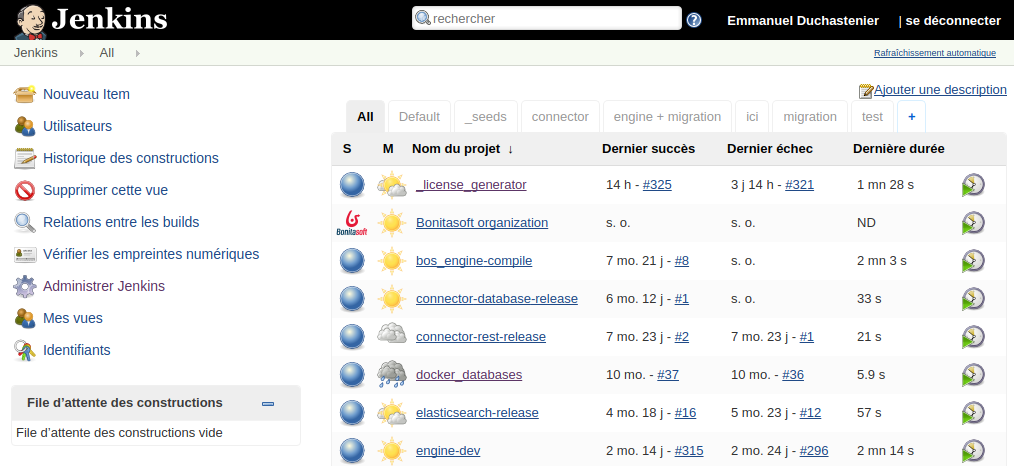 Jenkins
rechercher
Emmanuel Duchastenier | se déconnecter
Jenkins All
Rafraîchissement automatique
Nouveau Item
Utilisateurs
Historique des constructions
Supprimer cette vue
Relations entre les builds
Vérifier les empreintes numériques
Administrer Jenkins
Mes vues
Identifiants
File d'attente des constructions
File d'attente des constructions vide
Ajouter une description
All Default _seeds connector engine + migration ici migration test +
S M Nom du projet ↓ Dernier succès Dernier échec Dernière durée
_license_generator 14 h - #325 3 j 14 h - #321 1 mn 28 s
Bonitasoft Bonitasoft organization s. o. s. o. ND
bos_engine-compile 7 mo. 21 j - #8 s. o. 2 mn 3 s
connector-database-release 6 mo. 12 j - #1 s. o. 33 s
connector-rest-release 7 mo. 23 j - #2 7 mo. 23 j - #1 21 s
docker_databases 10 mo. - #37 10 mo. - #36 5.9 s
elasticsearch-release 4 mo. 18 j - #16 5 mo. 23 j - #12 57 s
engine-dev 2 mo. 14 j - #315 2 mo. 24 j - #296 2 mn 14 s